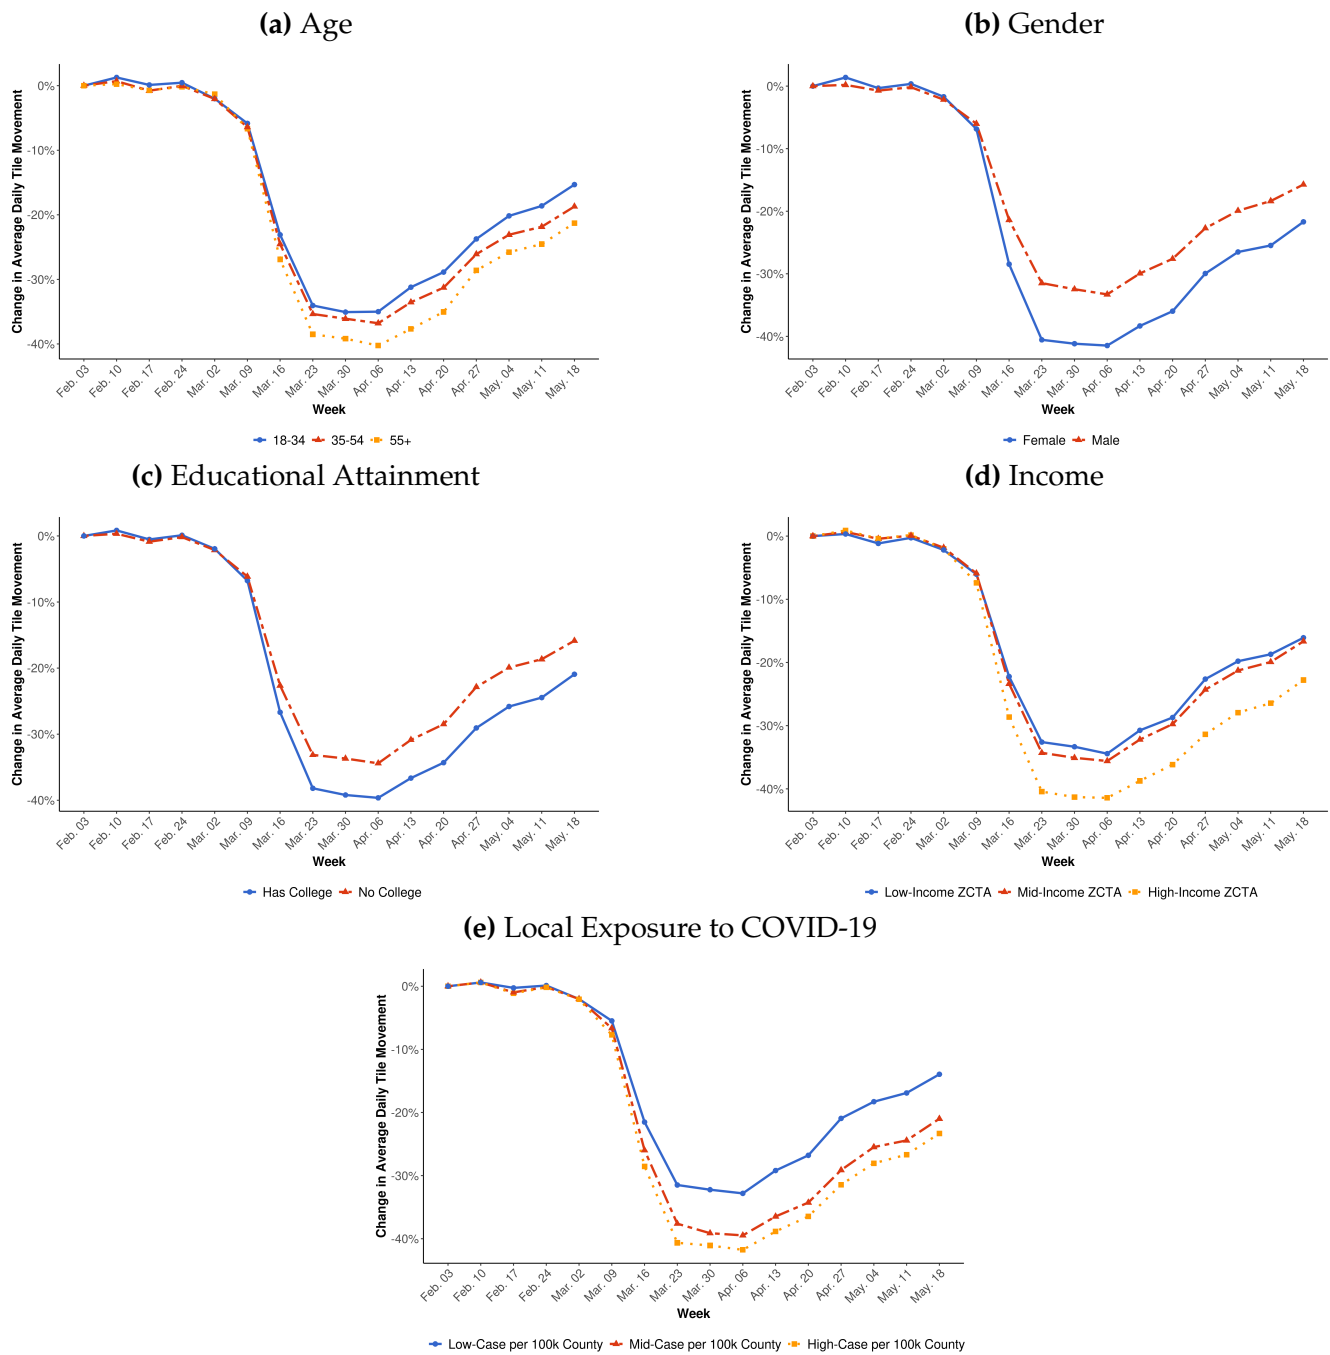 (a) Age
Change in Average Daily Tile Movement
0%
-10%
-20%
-30%
-40%
Feb. 03 Feb. 10 Feb. 17 Feb. 24 Mar. 02 Mar. 09 Mar. 16 Mar. 23 Mar. 30 Apr. 06 Apr. 13 Apr. 20 Apr. 27 May. 04 May. 11 May. 18
Week
18-34 35-54 55+
(b) Gender
Change in Average Daily Tile Movement
0%
-10%
-20%
-30%
-40%
Feb. 03 Feb. 10 Feb. 17 Feb. 24 Mar. 02 Mar. 09 Mar. 16 Mar. 23 Mar. 30 Apr. 06 Apr. 13 Apr. 20 Apr. 27 May. 04 May. 11 May. 18
Week
Female Male
(c) Educational Attainment
Change in Average Daily Tile Movement
0%
-10%
-20%
-30%
-40%
Feb. 03 Feb. 10 Feb. 17 Feb. 24 Mar. 02 Mar. 09 Mar. 16 Mar. 23 Mar. 30 Apr. 06 Apr. 13 Apr. 20 Apr. 27 May. 04 May. 11 May. 18
Week
Has College No College
(d) Income
Change in Average Daily Tile Movement
0%
-10%
-20%
-30%
-40%
Feb. 03 Feb. 10 Feb. 17 Feb. 24 Mar. 02 Mar. 09 Mar. 16 Mar. 23 Mar. 30 Apr. 06 Apr. 13 Apr. 20 Apr. 27 May. 04 May. 11 May. 18
Week
Low-Income ZCTA Mid-Income ZCTA High-Income ZCTA
(e) Local Exposure to COVID-19
Change in Average Daily Tile Movement
0%
-10%
-20%
-30%
-40%
Feb. 03 Feb. 10 Feb. 17 Feb. 24 Mar. 02 Mar. 09 Mar. 16 Mar. 23 Mar. 30 Apr. 06 Apr. 13 Apr. 20 Apr. 27 May. 04 May. 11 May. 18
Week
Low-Case per 100k County Mid-Case per 100k County High-Case per 100k County